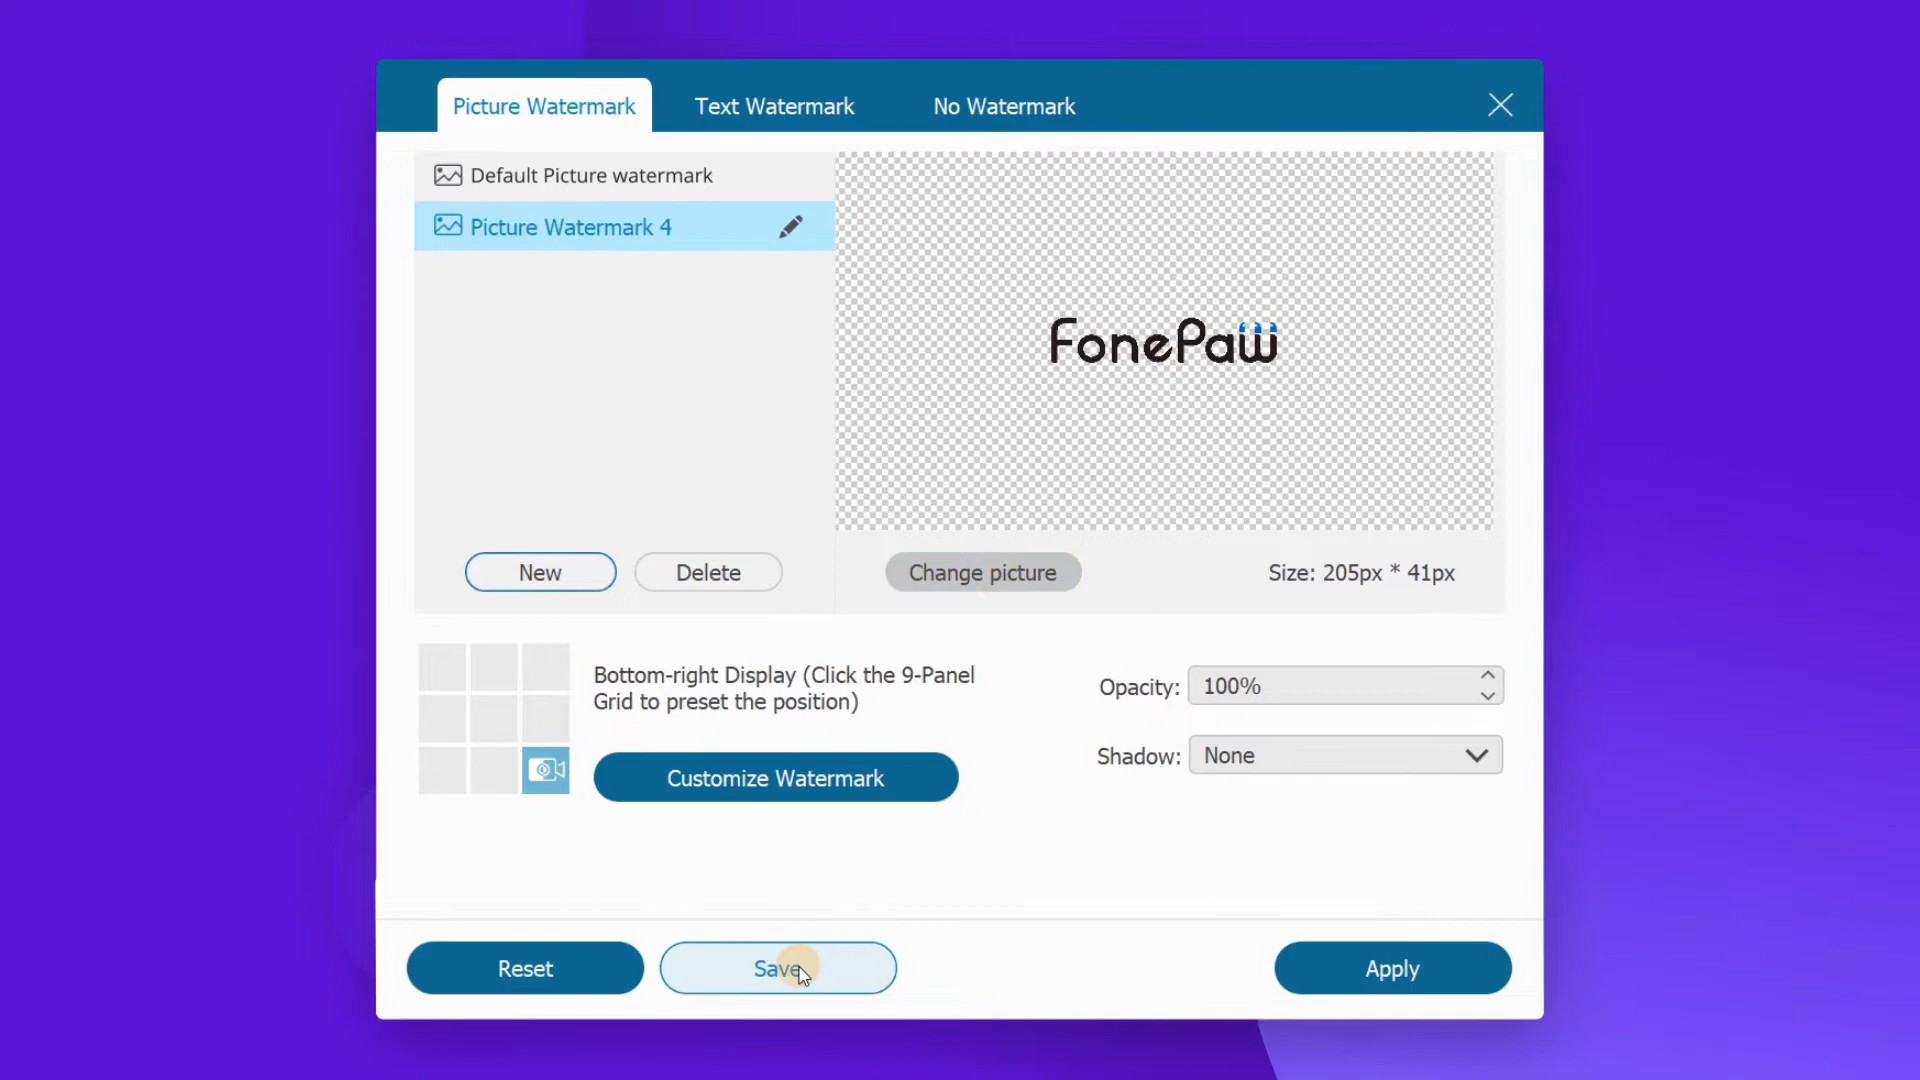 Picture Watermark
Text Watermark
No Watermark
Default Picture watermark
Picture Watermark 4
FonePaw
New
Delete
Change picture
Size: 205px * 41px
Bottom-right Display (Click the 9-Panel
Grid to preset the position)
Customize Watermark
Opacity:
100%
Shadow:
None
Reset
Save
Apply